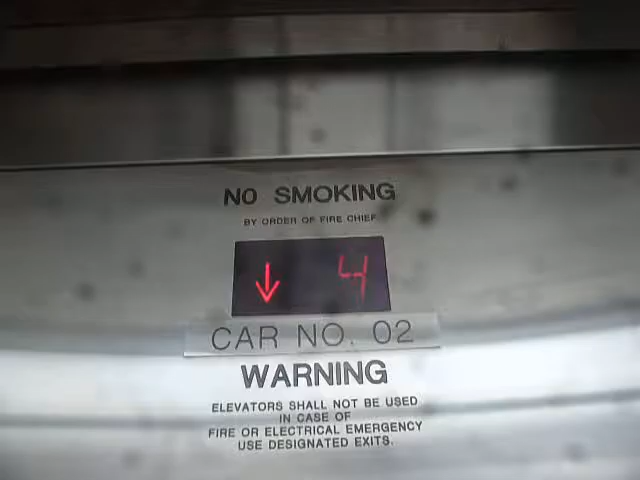 NO SMOKING
BY ORDER OF FIRE CHIEF
↓ 4
CAR NO. 02
WARNING
ELEVATORS SHALL NOT BE USED
IN CASE OF
FIRE OR ELECTRICAL EMERGENCY
USE DESIGNATED EXITS.